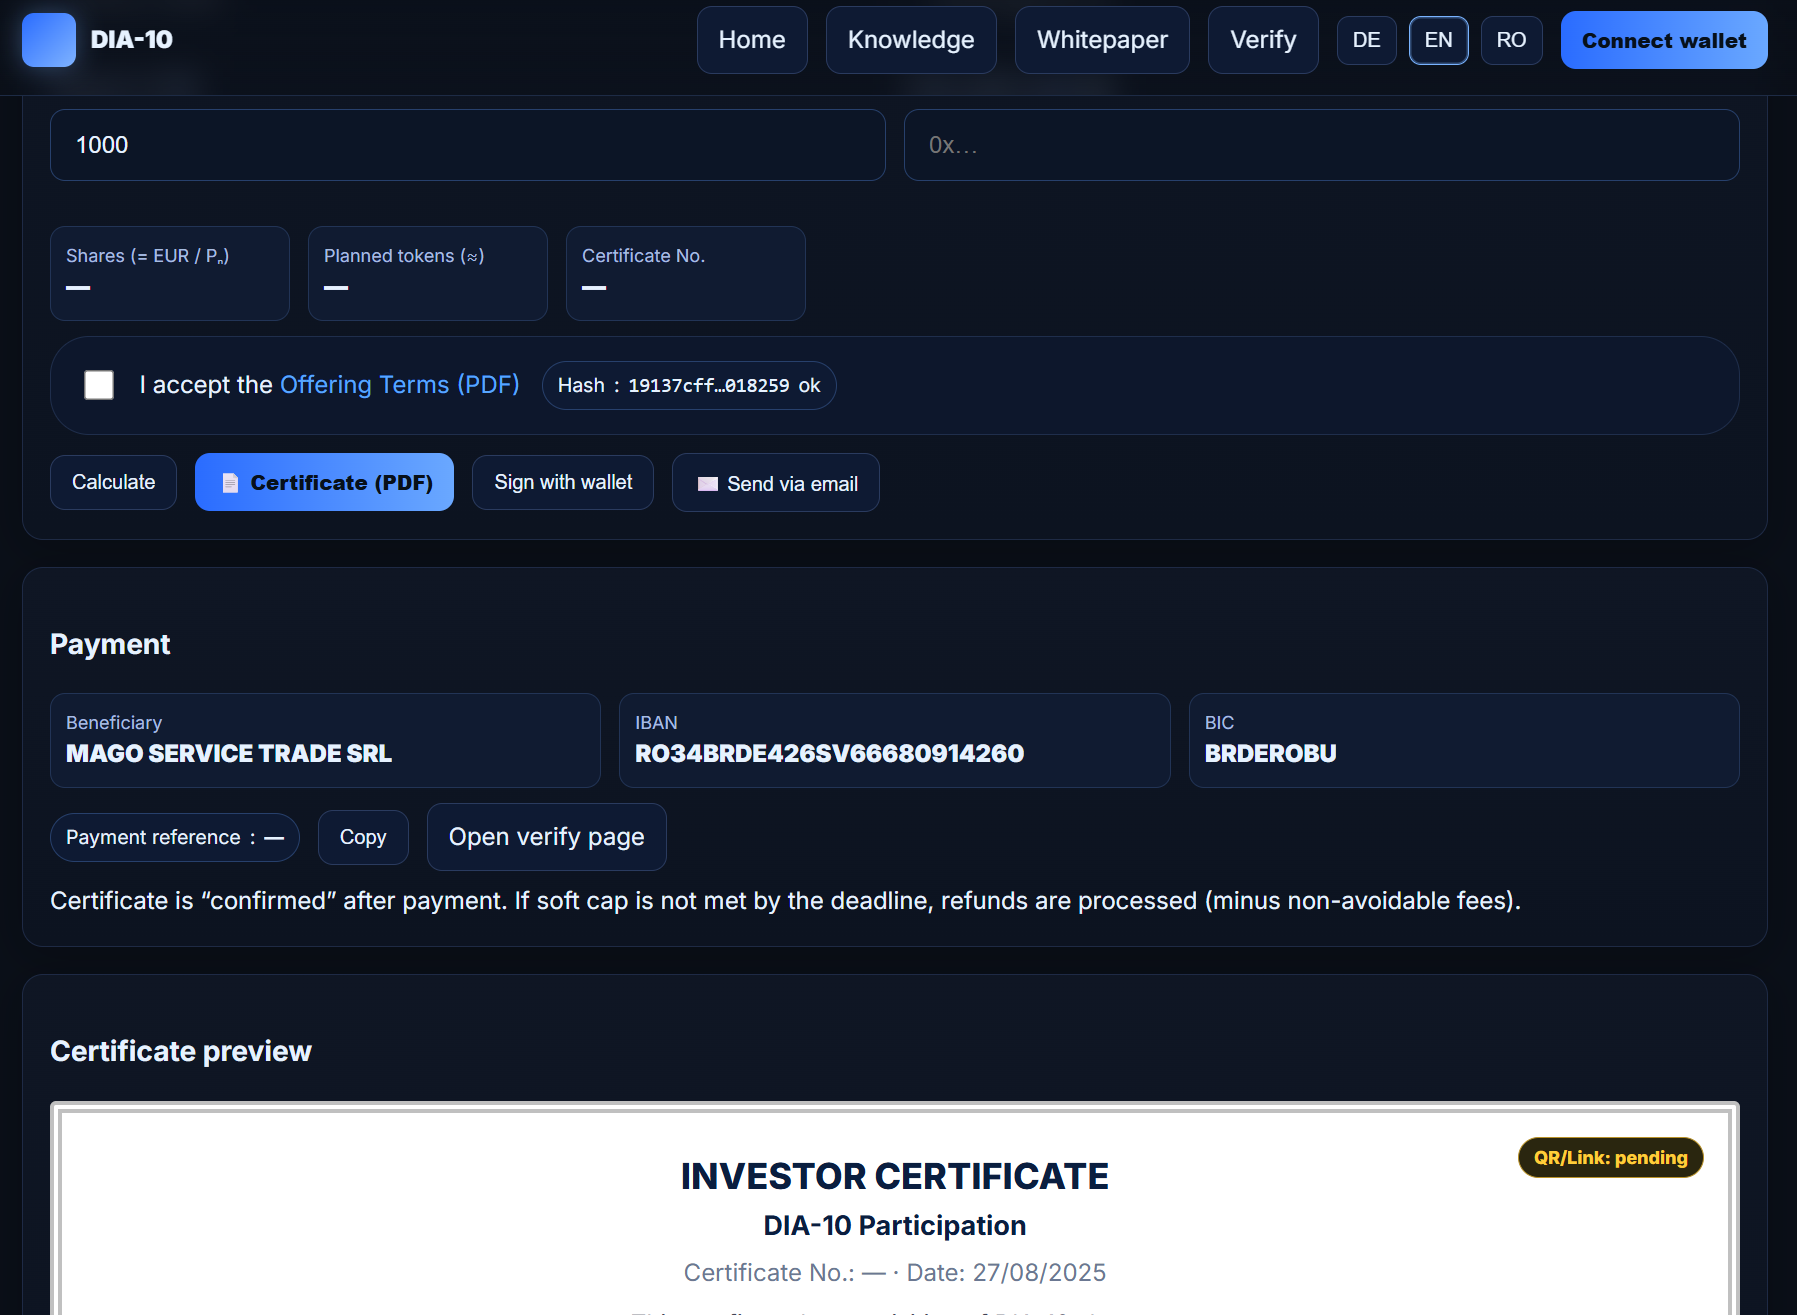 DIA-10
Home
Knowledge
Whitepaper
Verify
DE
EN
RO
Connect wallet
1000
0x…
Shares (= EUR / Pₙ)
—
Planned tokens (≈)
—
Certificate No.
—
I accept the Offering Terms (PDF)
Hash : 19137cff…018259 ok
Calculate
Certificate (PDF)
Sign with wallet
Send via email
Payment
Beneficiary
MAGO SERVICE TRADE SRL
IBAN
RO34BRDE426SV66680914260
BIC
BRDEROBU
Payment reference : —
Copy
Open verify page
Certificate is “confirmed” after payment. If soft cap is not met by the deadline, refunds are processed (minus non-avoidable fees).
Certificate preview
QR/Link: pending
INVESTOR CERTIFICATE
DIA-10 Participation
Certificate No.: — · Date: 27/08/2025